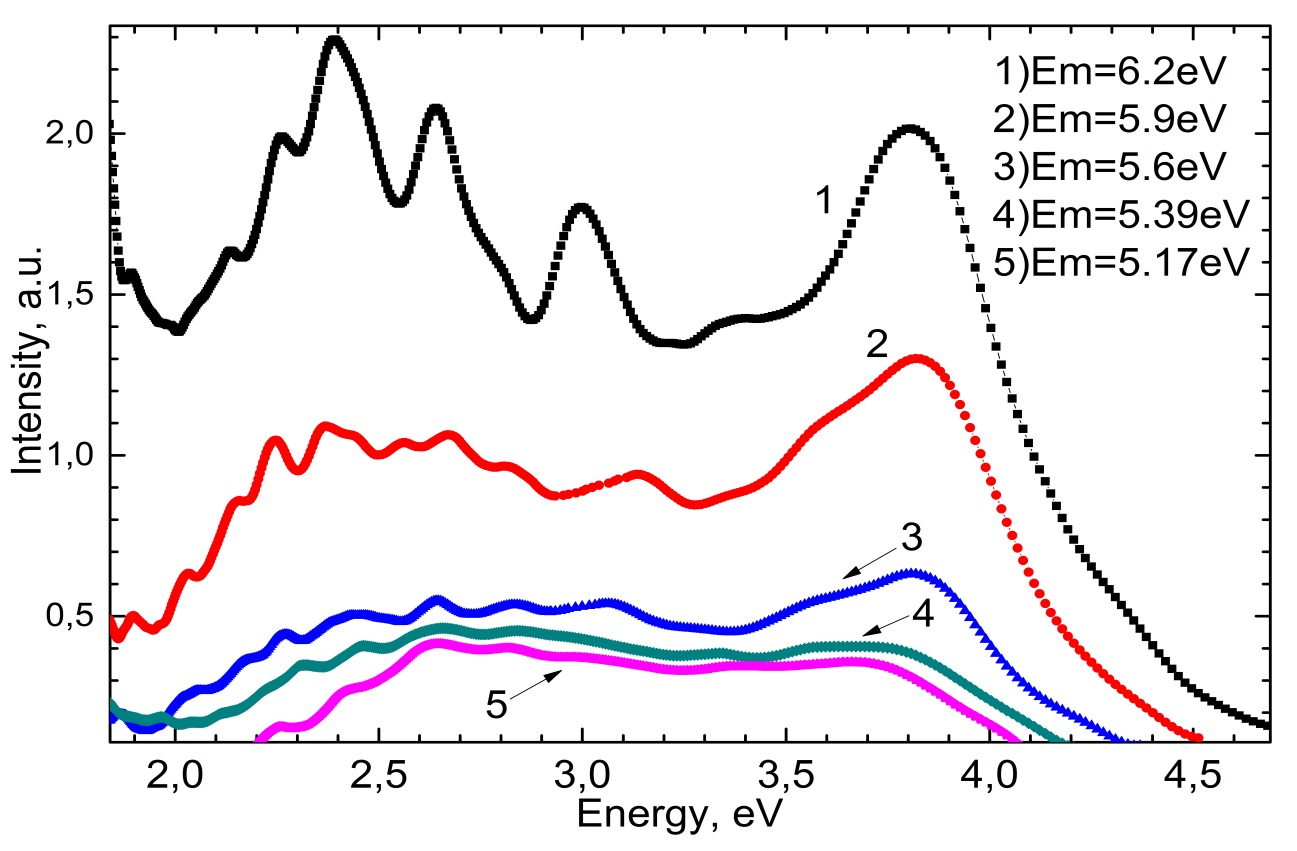 1)Em=6.2eV
2)Em=5.9eV
3)Em=5.6eV
4)Em=5.39eV
5)Em=5.17eV
1
2
3
4
5
2,0
1,5
1,0
0,5
Intensity, a.u.
2,0 2,5 3,0 3,5 4,0 4,5
Energy, eV